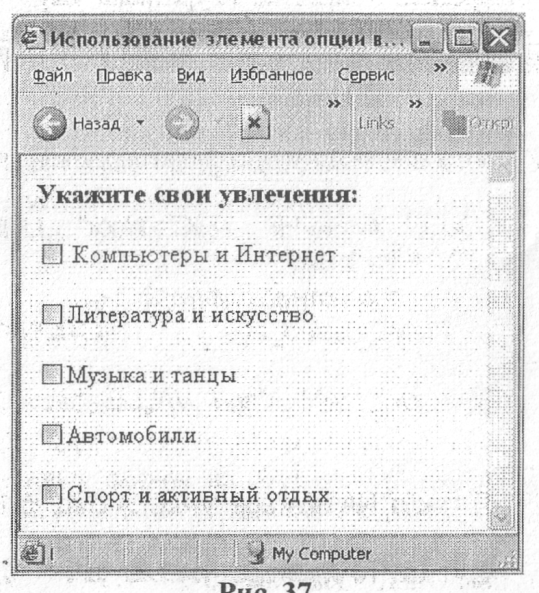 Использование элемента опции в...
Файл Правка Вид Избранное Сервис »
Назад » Links »
Укажите свои увлечения:
Компьютеры и Интернет
Литература и искусство
Музыка и танцы
Автомобили
Спорт и активный отдых
My Computer
Рис. 37